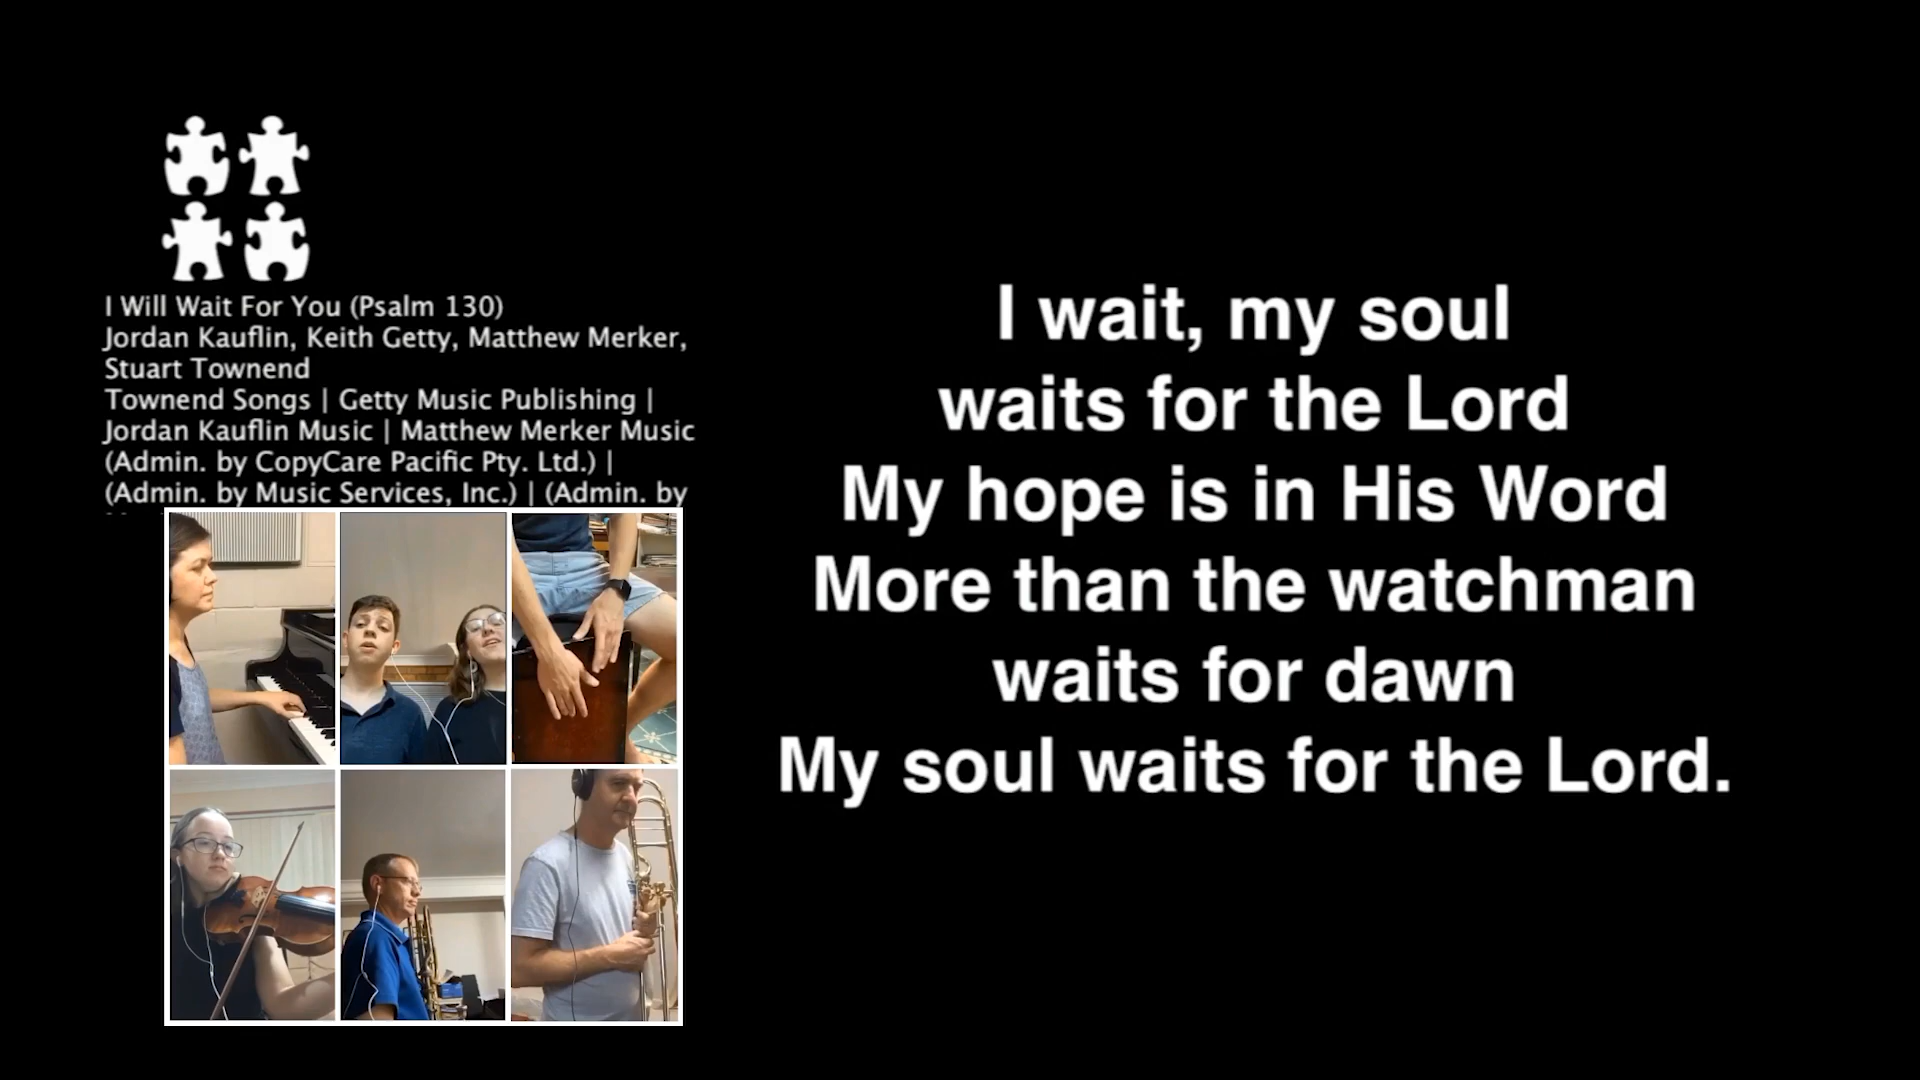 I Will Wait For You (Psalm 130)
Jordan Kauflin, Keith Getty, Matthew Merker,
Stuart Townend
Townend Songs | Getty Music Publishing |
Jordan Kauflin Music | Matthew Merker Music
(Admin. by CopyCare Pacific Pty. Ltd.) |
(Admin. by Music Services, Inc.) | (Admin. by
I wait, my soul
waits for the Lord
My hope is in His Word
More than the watchman
waits for dawn
My soul waits for the Lord.